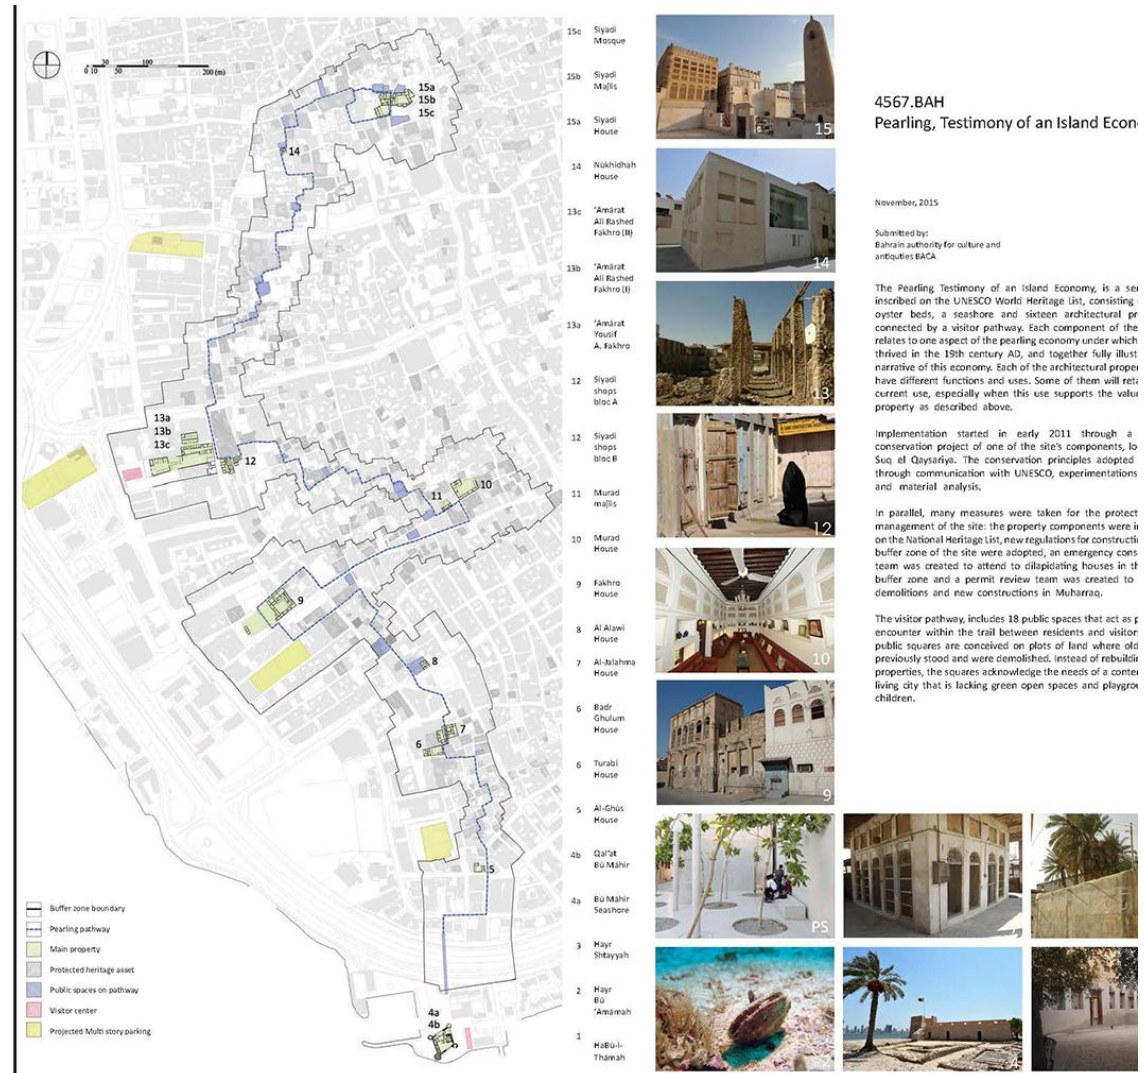 0 10
30
50
100
200 (m)
15a
15b
15c
14
13a
13b
13c
12
11
10
9
8
7
6
5
4a
4b
Buffer zone boundary
Pearling pathway
Main property
Protected heritage asset
Public spaces on pathway
Visitor center
Projected Multi story parking
15c Siyadi
Mosque
15b Siyadi
Majlis
15a Siyadi
House
14 Nūkhidhah
House
13c 'Amārat
Ali Rashed
Fakhro (II)
13b 'Amārat
Ali Rashed
Fakhro (I)
13a 'Amārat
Yousif
A. Fakhro
12 Siyadi
shops
bloc A
12 Siyadi
shops
bloc B
11 Murad
majlis
10 Murad
House
9 Fakhro
House
8 Al Alawi
House
7 Al-Jalahma
House
6 Badr
Ghulum
House
6 Turabi
House
5 Al-Ghūs
House
4b Qal'at
Bū Māhir
4a Bū Māhir
Seashore
3 Hayr
Shtayyah
2 Hayr
Bū
'Amāmah
1 HaBū-l-
Thāmah
15
14
13
12
10
9
PS
7
2
4
4567.BAH
Pearling, Testimony of an Island Econo
November, 2015
Submitted by:
Bahrain authority for culture and
antiquties BACA
The Pearling Testimony of an Island Economy, is a se
inscribed on the UNESCO World Heritage List, consisting
oyster beds, a seashore and sixteen architectural pr
connected by a visitor pathway. Each component of the
relates to one aspect of the pearling economy under which
thrived in the 19th century AD, and together fully illust
narrative of this economy. Each of the architectural proper
have different functions and uses. Some of them will reta
current use, especially when this use supports the valu
property as described above.
Implementation started in early 2011 through a
conservation project of one of the site's components, lo
Suq el Qaysariya. The conservation principles adopted
through communication with UNESCO, experimentations
and material analysis.
In parallel, many measures were taken for the protect
management of the site: the property components were in
on the National Heritage List, new regulations for constructio
buffer zone of the site were adopted, an emergency cons
team was created to attend to dilapidating houses in th
buffer zone and a permit review team was created to
demolitions and new constructions in Muharraq.
The visitor pathway, includes 18 public spaces that act as p
encounter within the trail between residents and visitor
public squares are conceived on plots of land where old
previously stood and were demolished. Instead of rebuildin
properties, the squares acknowledge the needs of a conter
living city that is lacking green open spaces and playgrou
children.